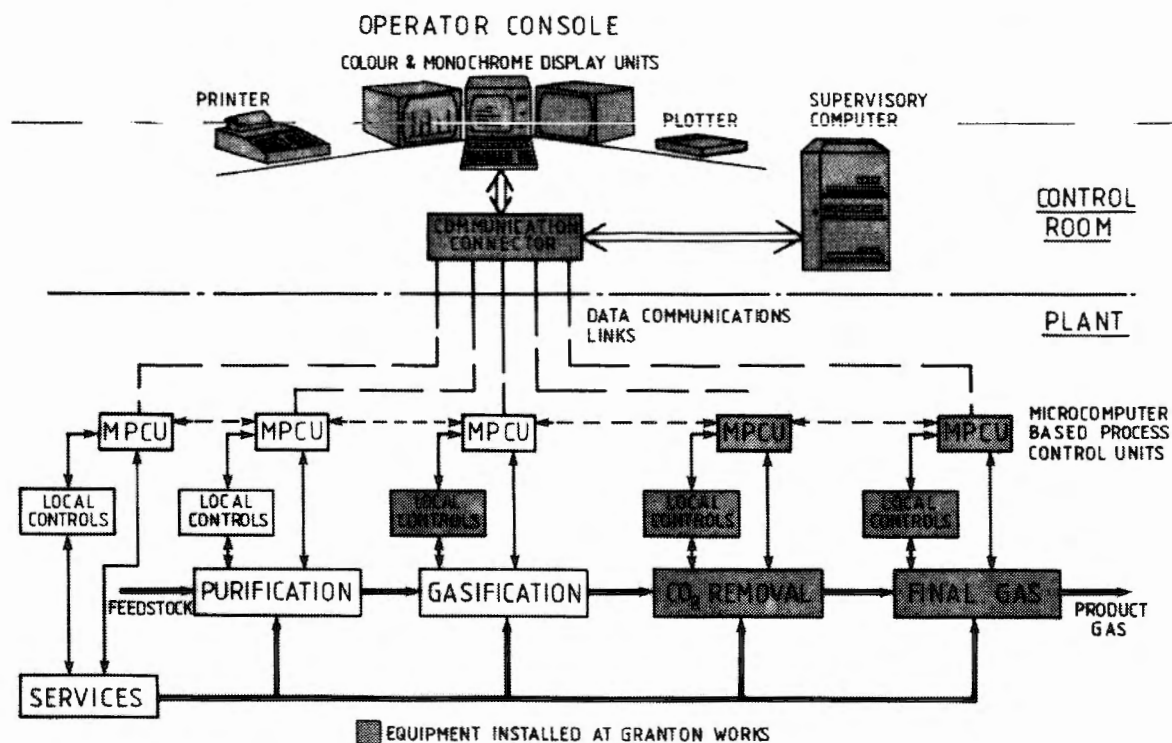 OPERATOR CONSOLE
COLOUR & MONOCHROME DISPLAY UNITS
PRINTER
PLOTTER
SUPERVISORY
COMPUTER
CONTROL
ROOM
COMMUNICATION
CONNECTOR
DATA COMMUNICATIONS
LINKS
PLANT
MPCU
MPCU
MPCU
MPCU
MPCU
MICROCOMPUTER
BASED PROCESS
CONTROL UNITS
LOCAL
CONTROLS
LOCAL
CONTROLS
LOCAL
CONTROLS
LOCAL
CONTROLS
LOCAL
CONTROLS
FEEDSTOCK
PURIFICATION
GASIFICATION
CO2 REMOVAL
FINAL GAS
PRODUCT
GAS
SERVICES
EQUIPMENT INSTALLED AT GRANTON WORKS